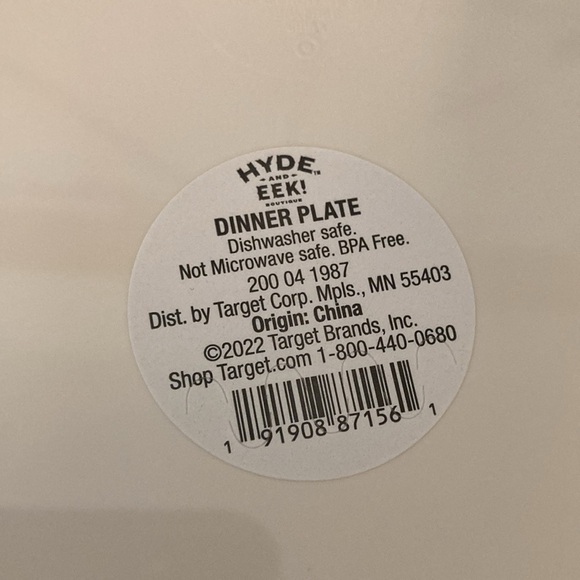 HYDE™
AND
EEK!
BOUTIQUE
DINNER PLATE
Dishwasher safe.
Not Microwave safe. BPA Free.
200 04 1987
Dist. by Target Corp. Mpls., MN 55403
Origin: China
©2022 Target Brands, Inc.
Shop Target.com 1-800-440-0680
1 91908 87156 1